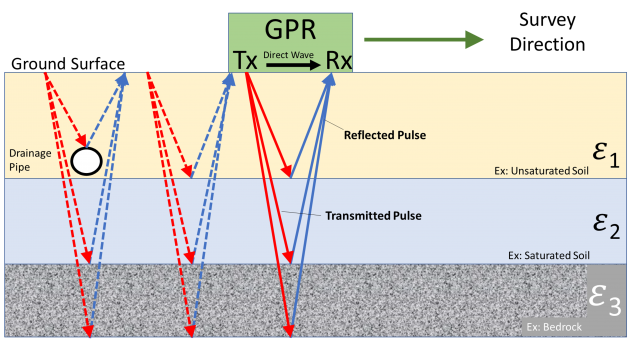 GPR
Direct Wave
Tx Rx
Survey
Direction
Ground Surface
Reflected Pulse
Drainage
Pipe
ε1
Ex: Unsaturated Soil
Transmitted Pulse
ε2
Ex: Saturated Soil
ε3
Ex: Bedrock